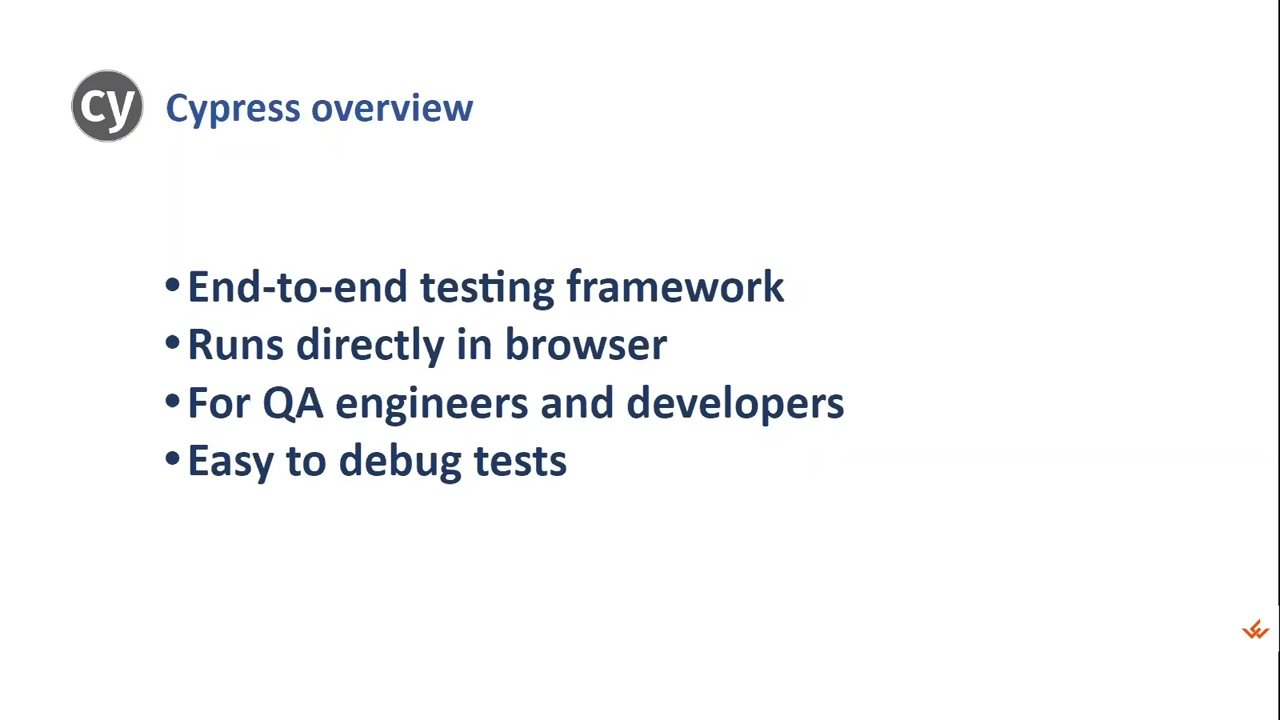 cy Cypress overview
• End-to-end testing framework
• Runs directly in browser
• For QA engineers and developers
• Easy to debug tests